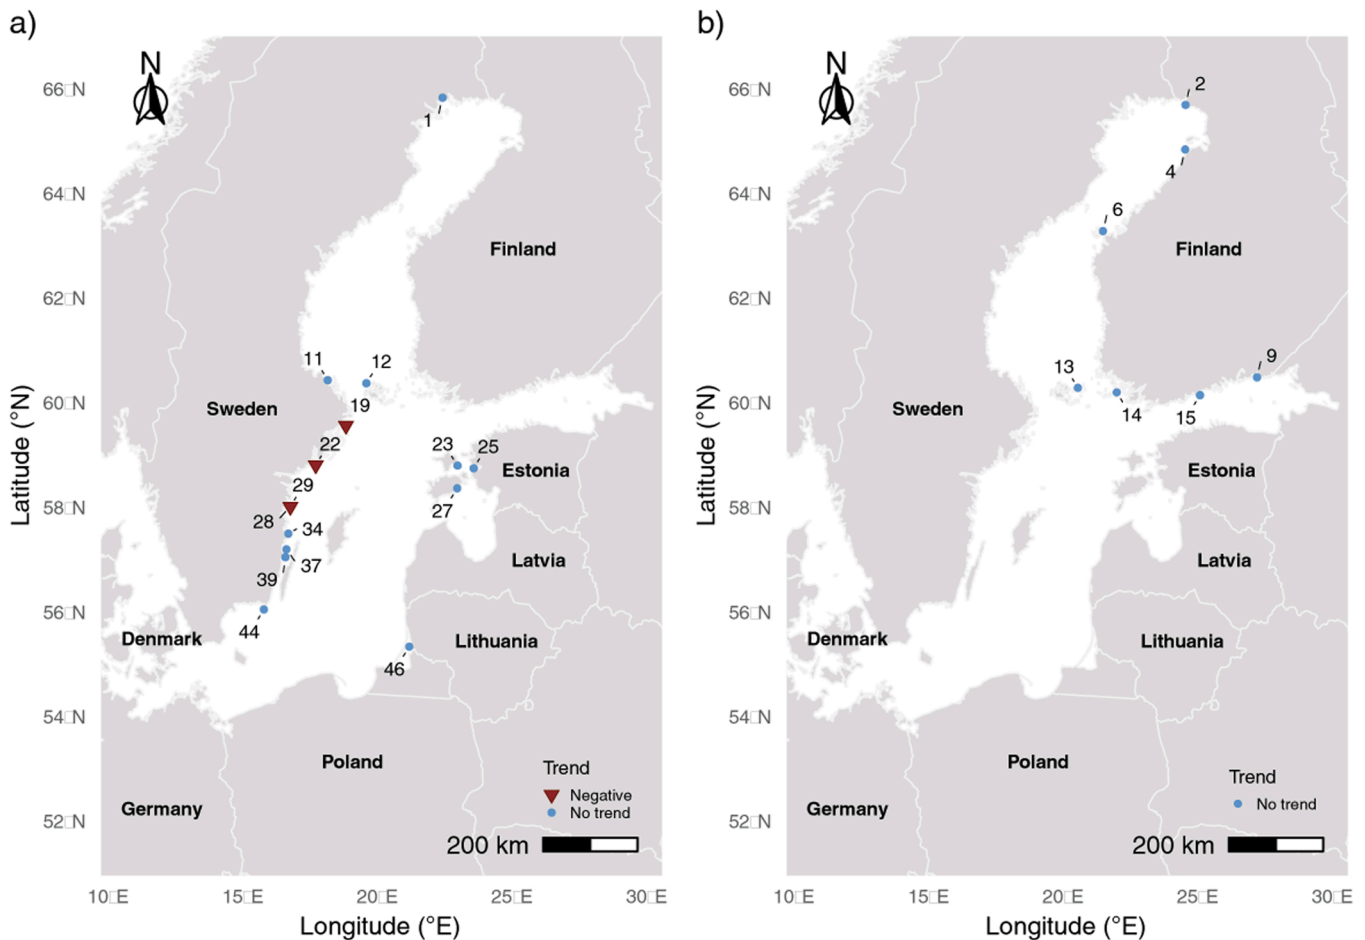 a)
N
66□N
64□N
62□N
60□N
58□N
56□N
54□N
52□N
Latitude (°N)
1
Finland
11
12
19
Sweden
22
23
25
Estonia
29
27
28
34
Latvia
39
37
44
Denmark
Lithuania
46
Poland
Germany
Trend
Negative
No trend
200 km
10□E
15□E
20□E
25□E
30□E
Longitude (°E)
b)
N
66□N
64□N
62□N
60□N
58□N
56□N
54□N
52□N
Latitude (°N)
2
4
6
Finland
9
13
14
15
Sweden
Estonia
Latvia
Denmark
Lithuania
Poland
Germany
Trend
No trend
200 km
10□E
15□E
20□E
25□E
30□E
Longitude (°E)